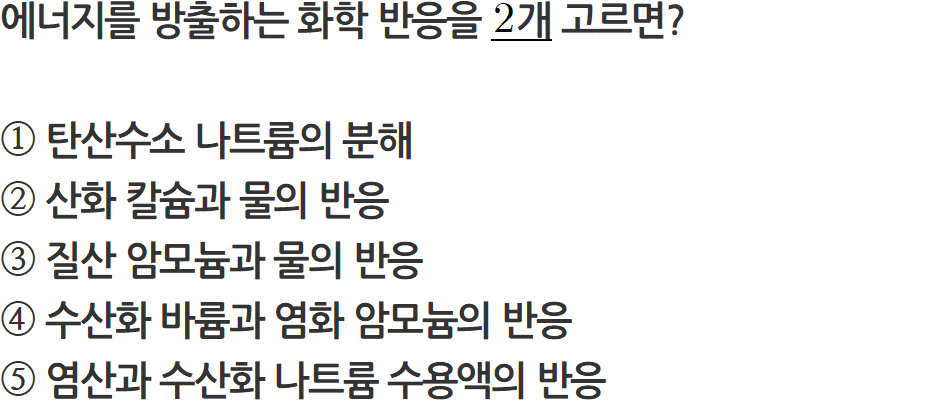 에너지를 방출하는 화학 반응을 2개 고르면?
① 탄산수소 나트륨의 분해
② 산화 칼슘과 물의 반응
③ 질산 암모늄과 물의 반응
④ 수산화 바륨과 염화 암모늄의 반응
⑤ 염산과 수산화 나트륨 수용액의 반응